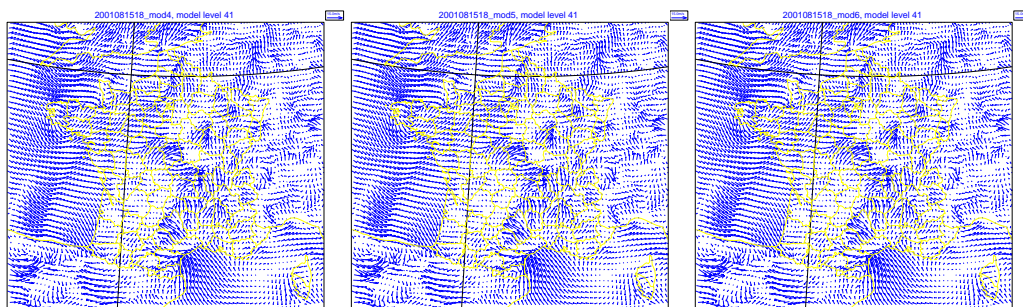 2001081518_mod4, model level 41
2001081518_mod5, model level 41
2001081518_mod6, model level 41